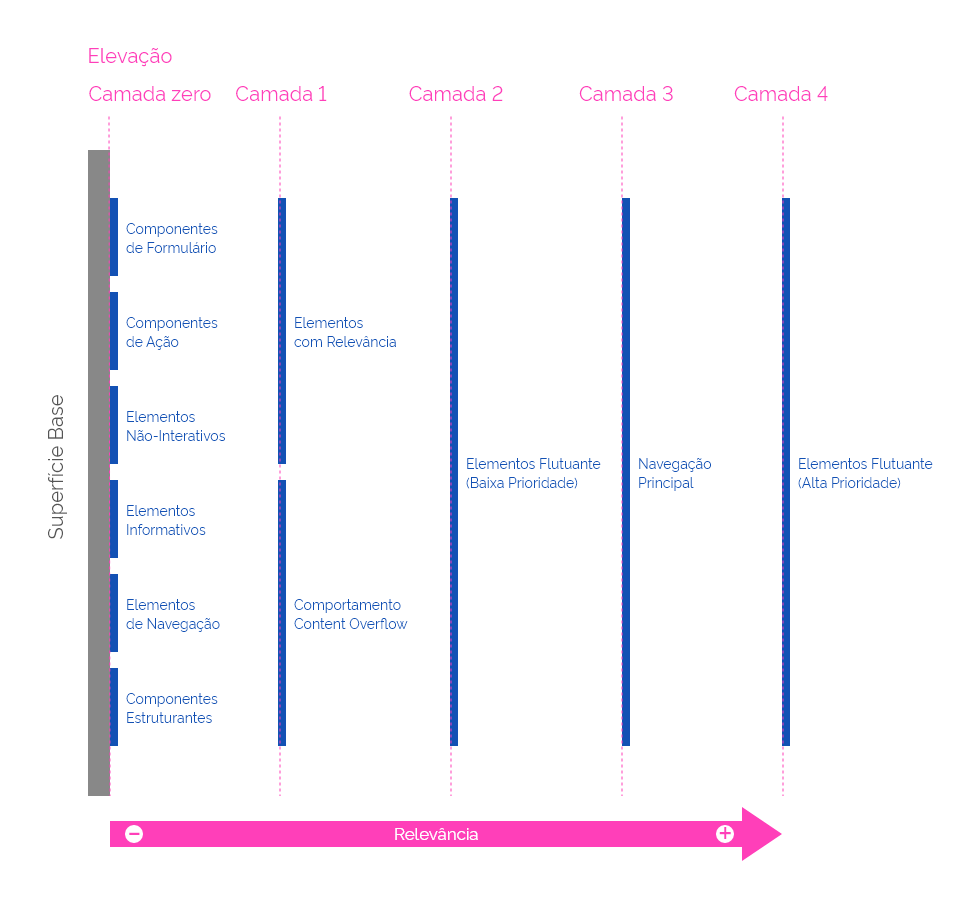 Elevação
Camada zero
Camada 1
Camada 2
Camada 3
Camada 4
Superfície Base
Componentes
de Formulário
Componentes
de Ação
Elementos
Não-Interativos
Elementos
Informativos
Elementos
de Navegação
Componentes
Estruturantes
Elementos
com Relevância
Comportamento
Content Overflow
Elementos Flutuante
(Baixa Prioridade)
Navegação
Principal
Elementos Flutuante
(Alta Prioridade)
Relevância